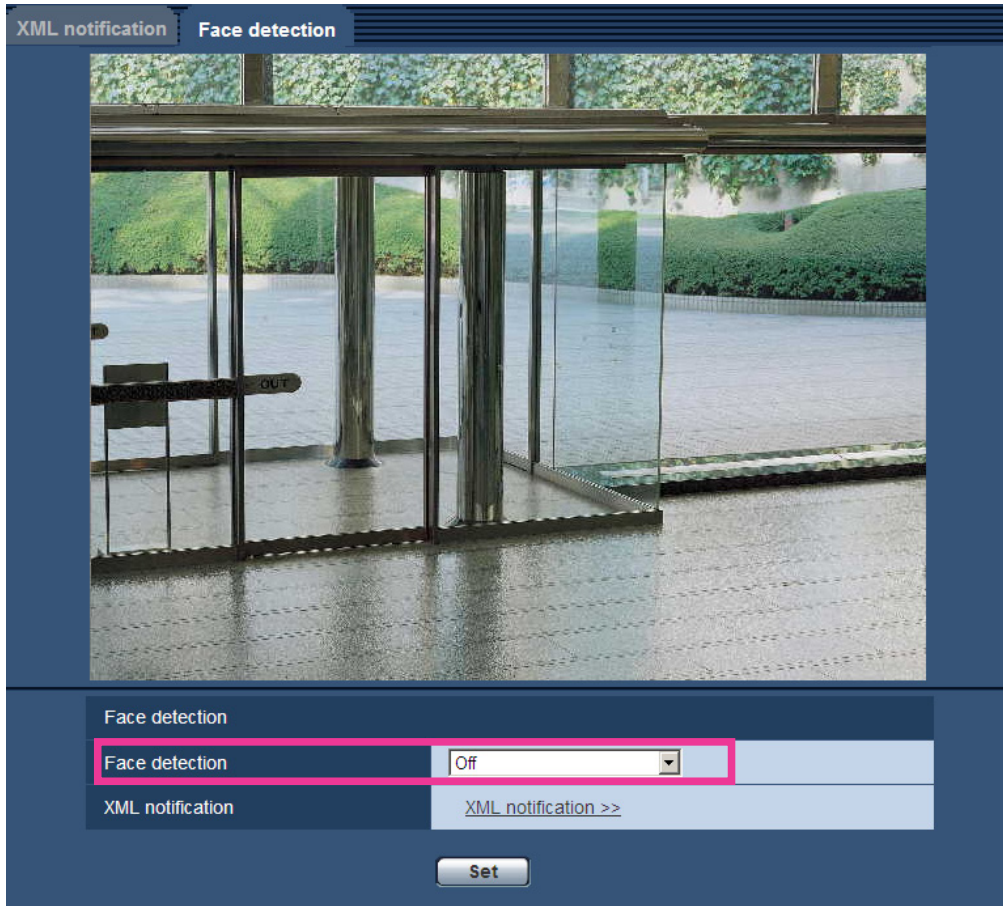 XML notification
Face detection
OUT
Face detection
Face detection
Off
XML notification
XML notification >>
Set